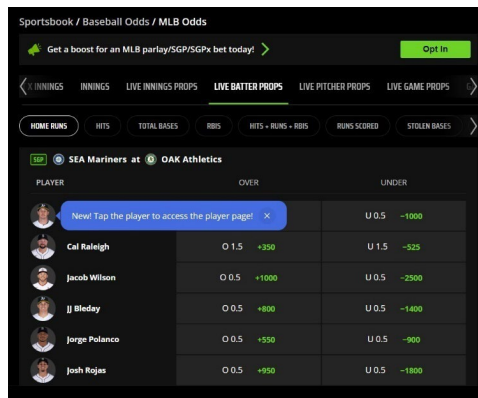 Sportsbook / Baseball Odds / MLB Odds
Get a boost for an MLB parlay/SGP/SGPx bet today!
Opt In
X INNINGS INNINGS LIVE INNINGS PROPS LIVE BATTER PROPS LIVE PITCHER PROPS LIVE GAME PROPS
HOME RUNS HITS TOTAL BASES RBIS HITS + RUNS + RBIS RUNS SCORED STOLEN BASES
SGP SEA Mariners at OAK Athletics
PLAYER OVER UNDER
New! Tap the player to access the player page! × U 0.5 −1000
Cal Raleigh O 1.5 +350 U 1.5 −525
Jacob Wilson O 0.5 +1000 U 0.5 −2500
JJ Bleday O 0.5 +800 U 0.5 −1400
Jorge Polanco O 0.5 +550 U 0.5 −900
Josh Rojas O 0.5 +950 U 0.5 −1800